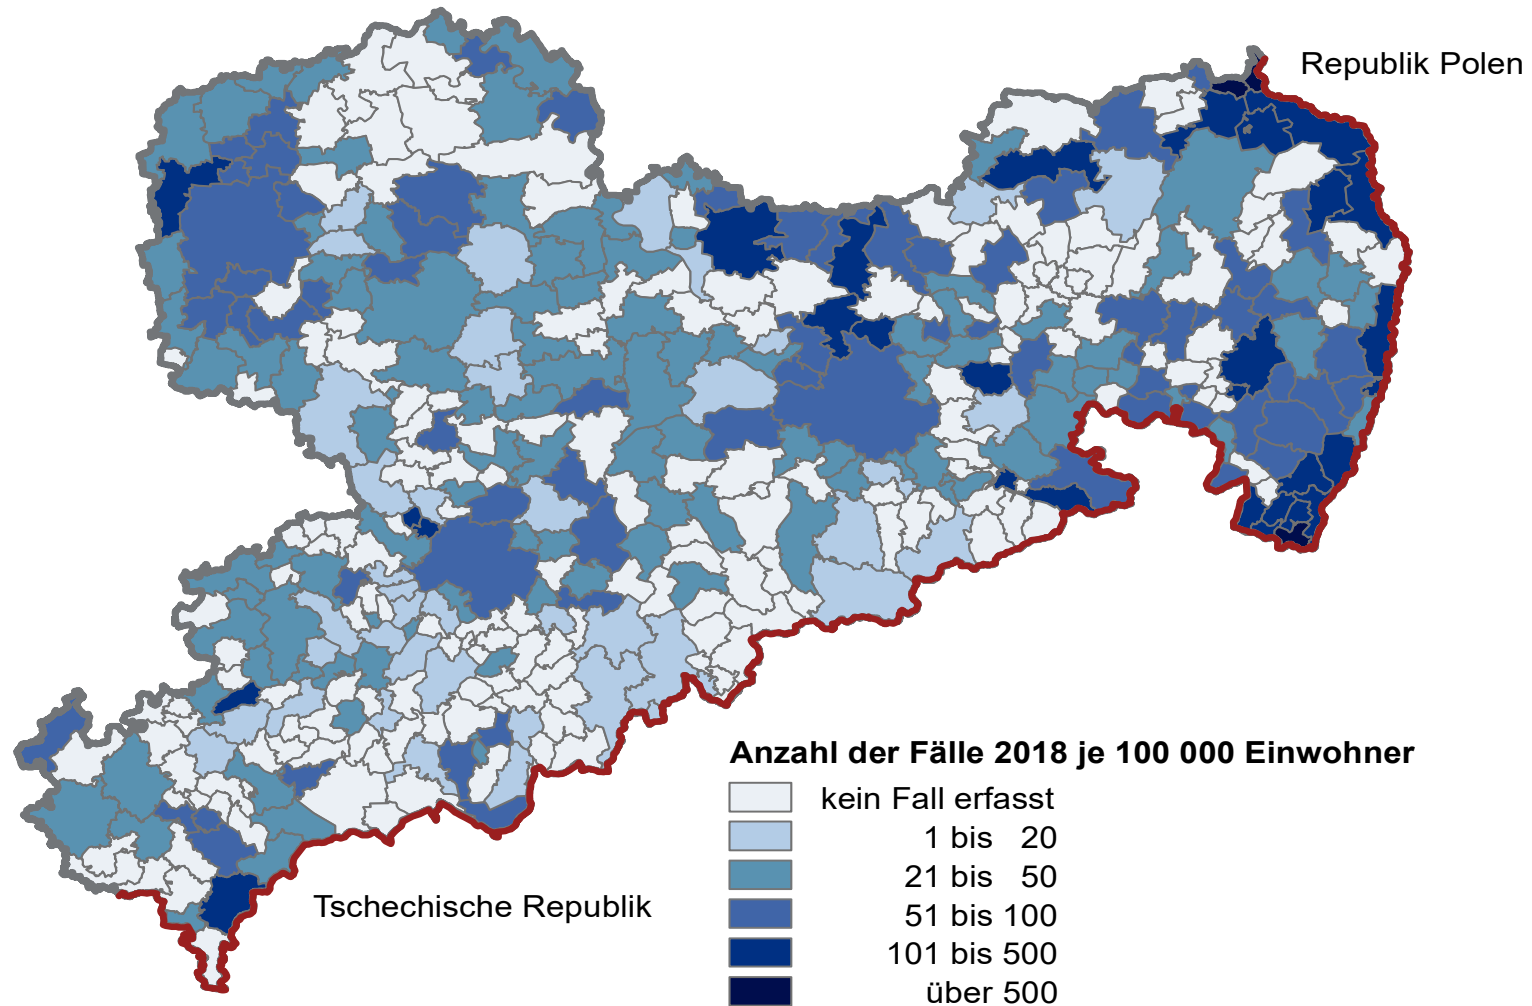 Republik Polen
Anzahl der Fälle 2018 je 100 000 Einwohner
kein Fall erfasst
1 bis 20
21 bis 50
Tschechische Republik
51 bis 100
101 bis 500
über 500